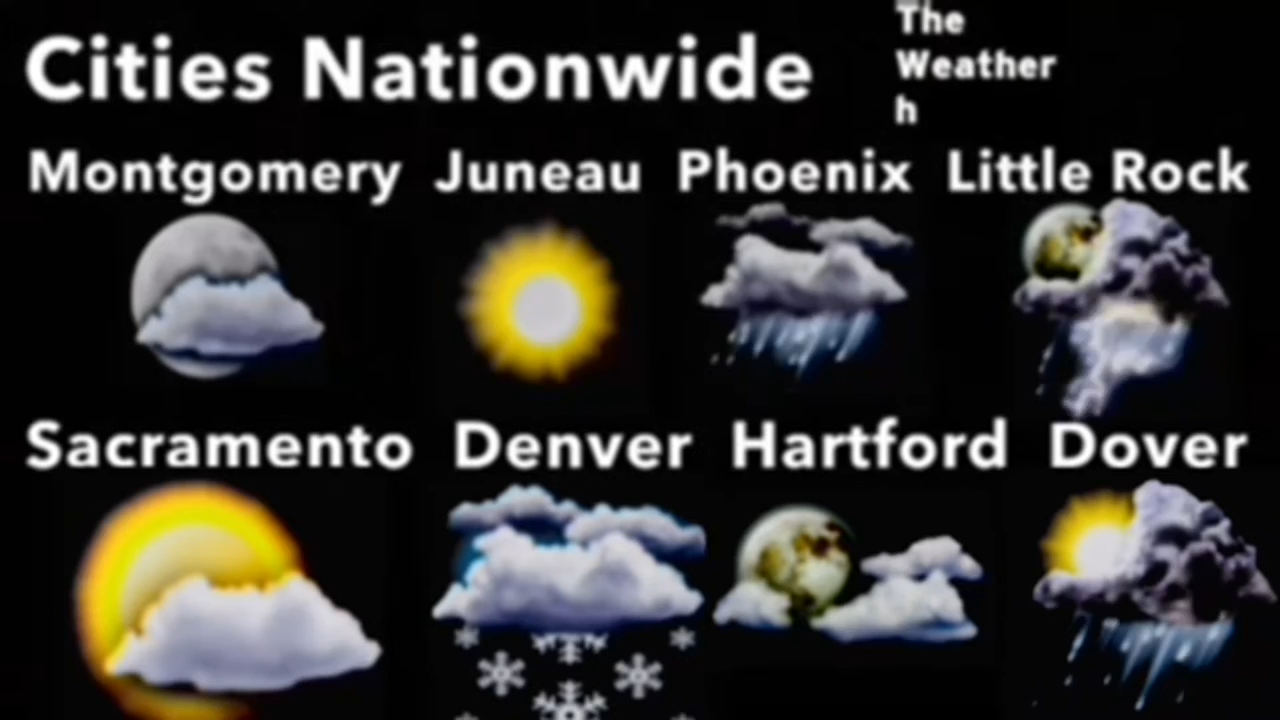 Cities Nationwide
The
Weather
h
Montgomery Juneau Phoenix Little Rock
Sacramento Denver Hartford Dover